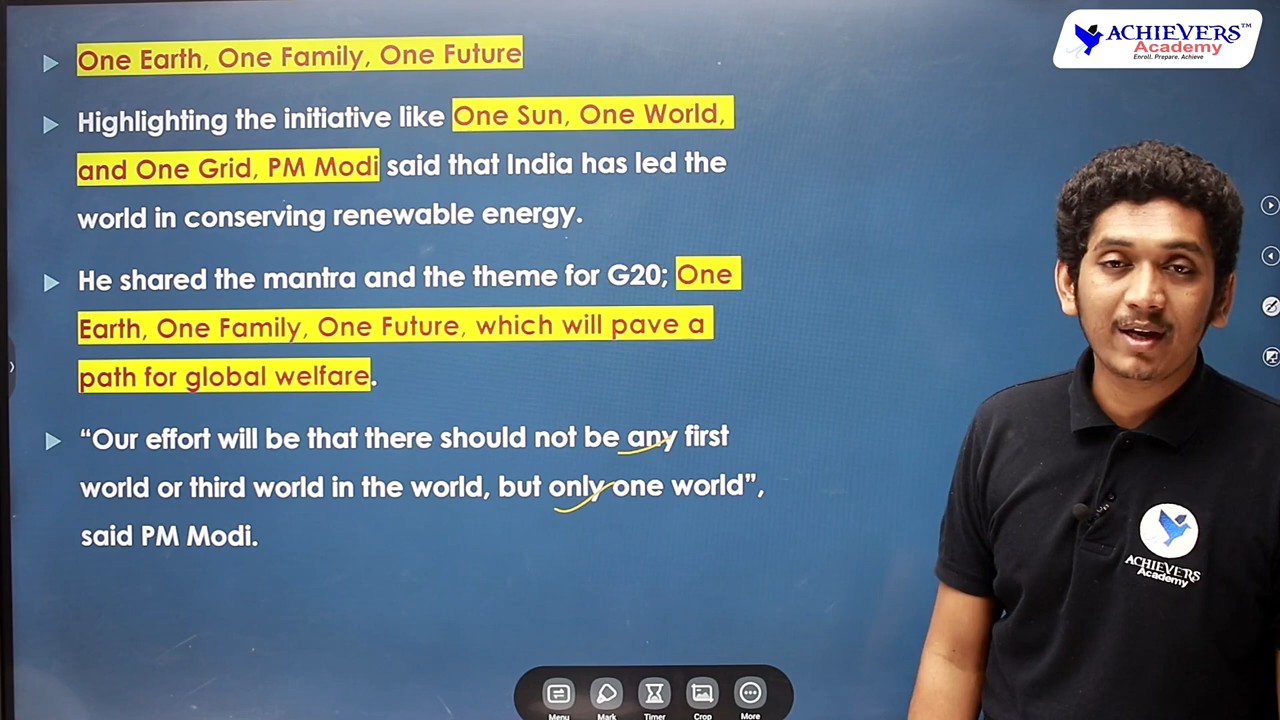 ACHIEVERS™
Academy
Enroll. Prepare. Achieve
One Earth, One Family, One Future
Highlighting the initiative like One Sun, One World,
and One Grid, PM Modi said that India has led the
world in conserving renewable energy.
He shared the mantra and the theme for G20; One
Earth, One Family, One Future, which will pave a
path for global welfare.
“Our effort will be that there should not be any first
world or third world in the world, but only one world”,
said PM Modi.
ACHIEVERS
Academy
Menu Mark Timer Crop More